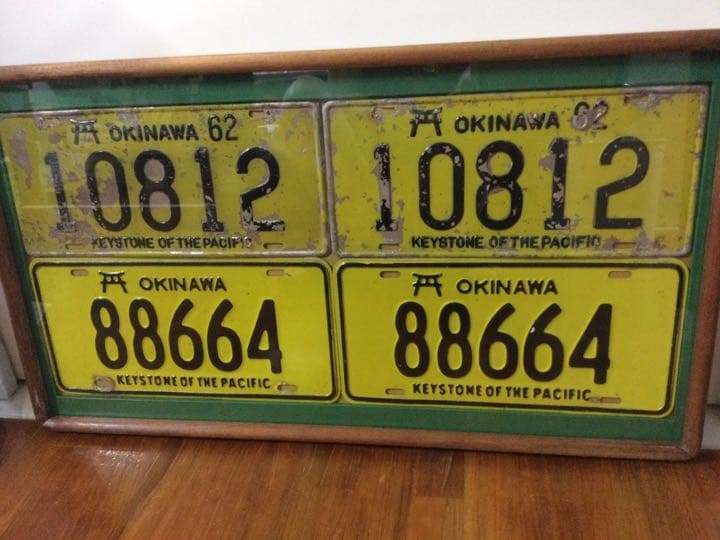 OKINAWA 62
10812
KEYSTONE OF THE PACIFIC
OKINAWA 62
10812
KEYSTONE OF THE PACIFIC
OKINAWA
88664
KEYSTONE OF THE PACIFIC
OKINAWA
88664
KEYSTONE OF THE PACIFIC